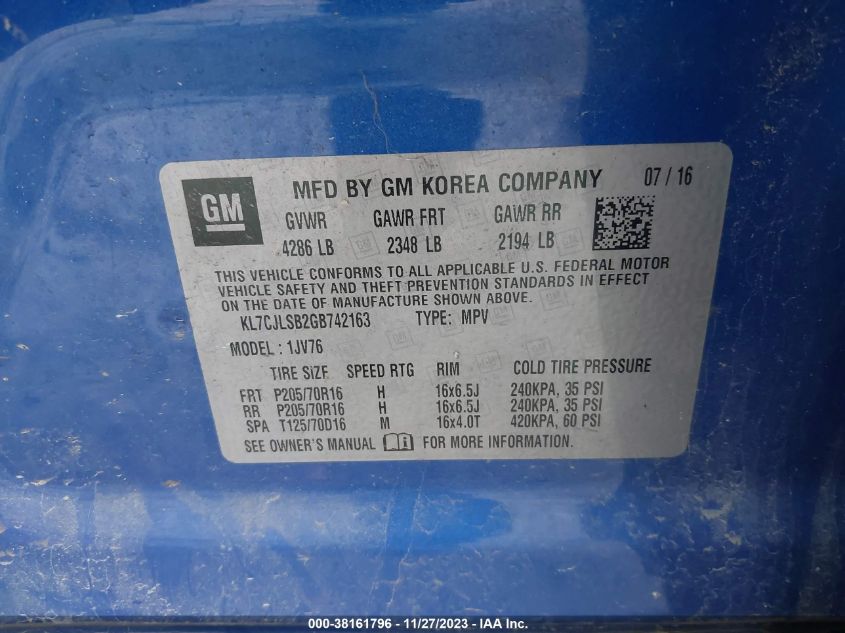 GM MFD BY GM KOREA COMPANY 07 / 16
GVWR GAWR FRT GAWR RR
4286 LB 2348 LB 2194 LB
THIS VEHICLE CONFORMS TO ALL APPLICABLE U.S. FEDERAL MOTOR
VEHICLE SAFETY AND THEFT PREVENTION STANDARDS IN EFFECT
ON THE DATE OF MANUFACTURE SHOWN ABOVE.
KL7CJLSB2GB742163 TYPE: MPV
MODEL : 1JV76
TIRE SIZE SPEED RTG RIM COLD TIRE PRESSURE
FRT P205/70R16 H 16x6.5J 240KPA, 35 PSI
RR P205/70R16 H 16x6.5J 240KPA, 35 PSI
SPA T125/70D16 M 16x4.0T 420KPA, 60 PSI
SEE OWNER'S MANUAL FOR MORE INFORMATION.
000-38161796 - 11/27/2023 - IAA Inc.